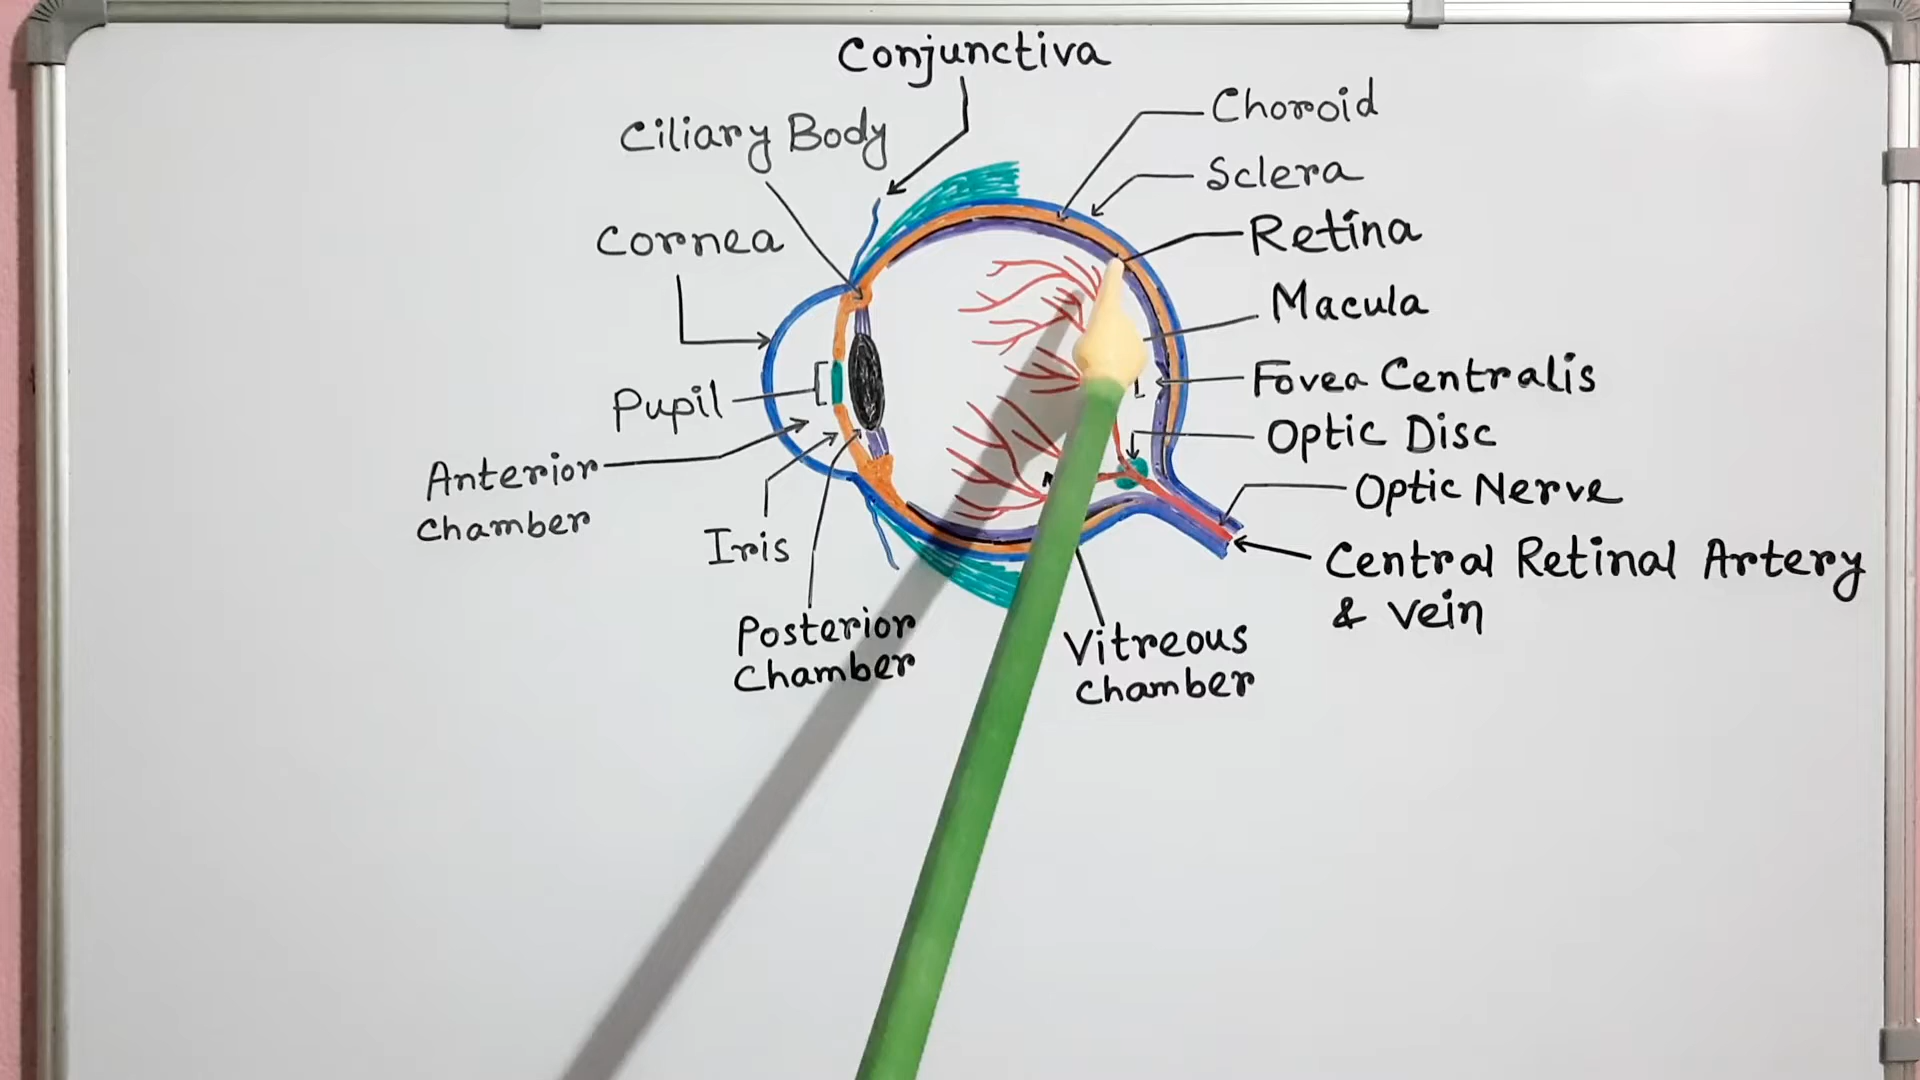 Conjunctiva
Ciliary Body
Choroid
Sclera
Cornea
Retina
Macula
Pupil
Fovea Centralis
Optic Disc
Anterior
chamber
Optic Nerve
Iris
Central Retinal Artery
& vein
Posterior
Chamber
Vitreous
chamber